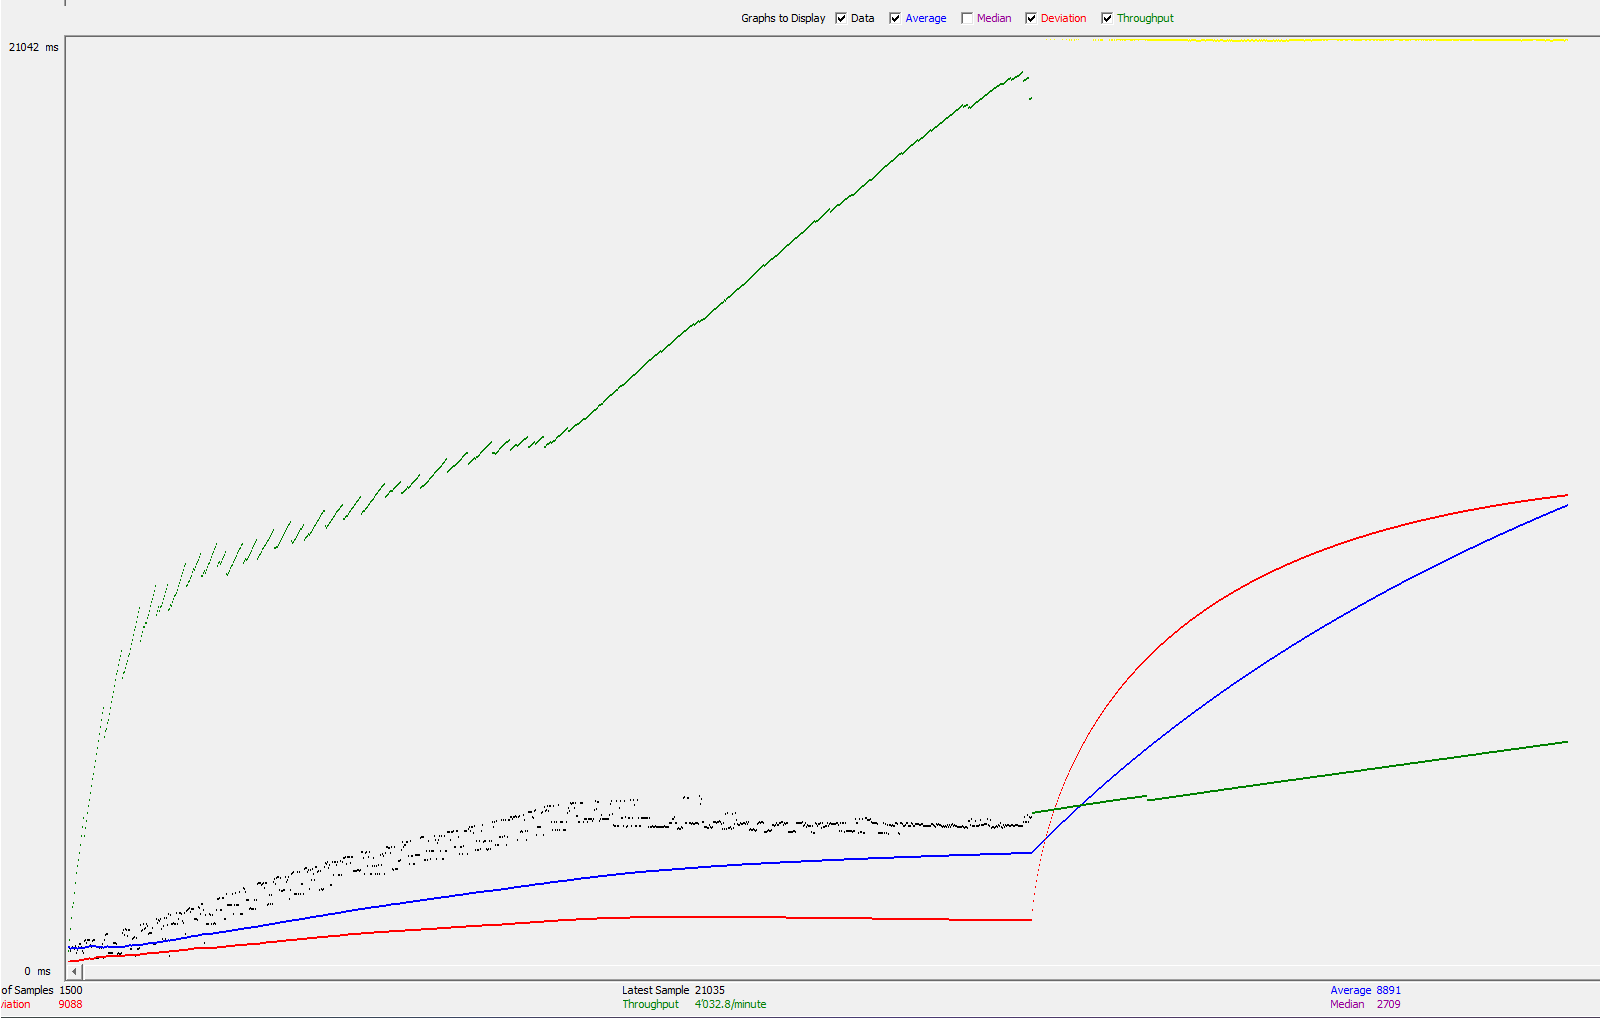 Graphs to Display Data Average Median Deviation Throughput
21042 ms
0 ms
of Samples 1500 Latest Sample 21035 Average 8891
iation 9088 Throughput 4'032.8/minute Median 2709